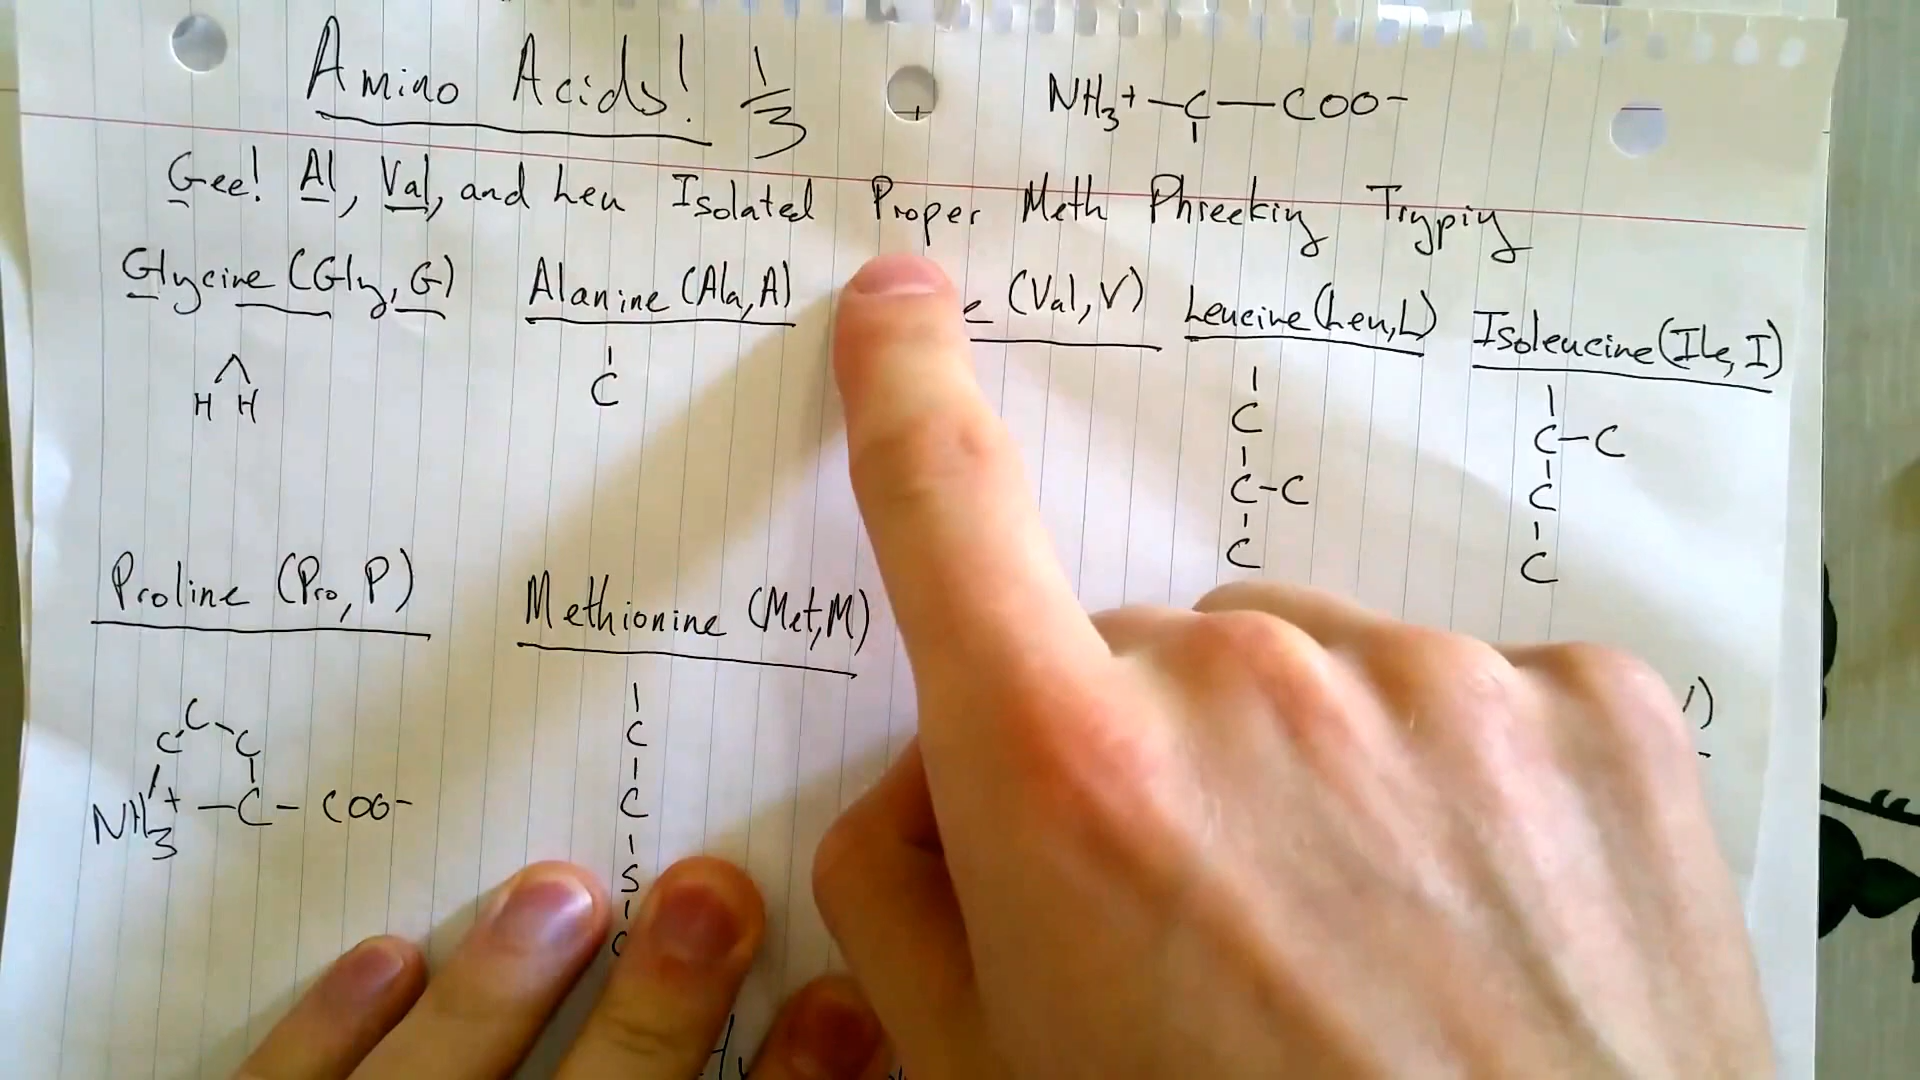 Amino Acids! 1/3
NH3+ — C — COO-
Gee! Al, Val, and Leu Isolated Proper Meth Phreeking Trypiy
Glycine (Gly, G) Alanine (Ala, A) e (Val, V) Leucine (Leu, L) Isoleucine (Ile, I)
H H
C
C
C-C
C
C-C
C
C
Proline (Pro, P) Methionine (Met, M)
C
C C
NH3+ — C — COO-
C
C
S
C